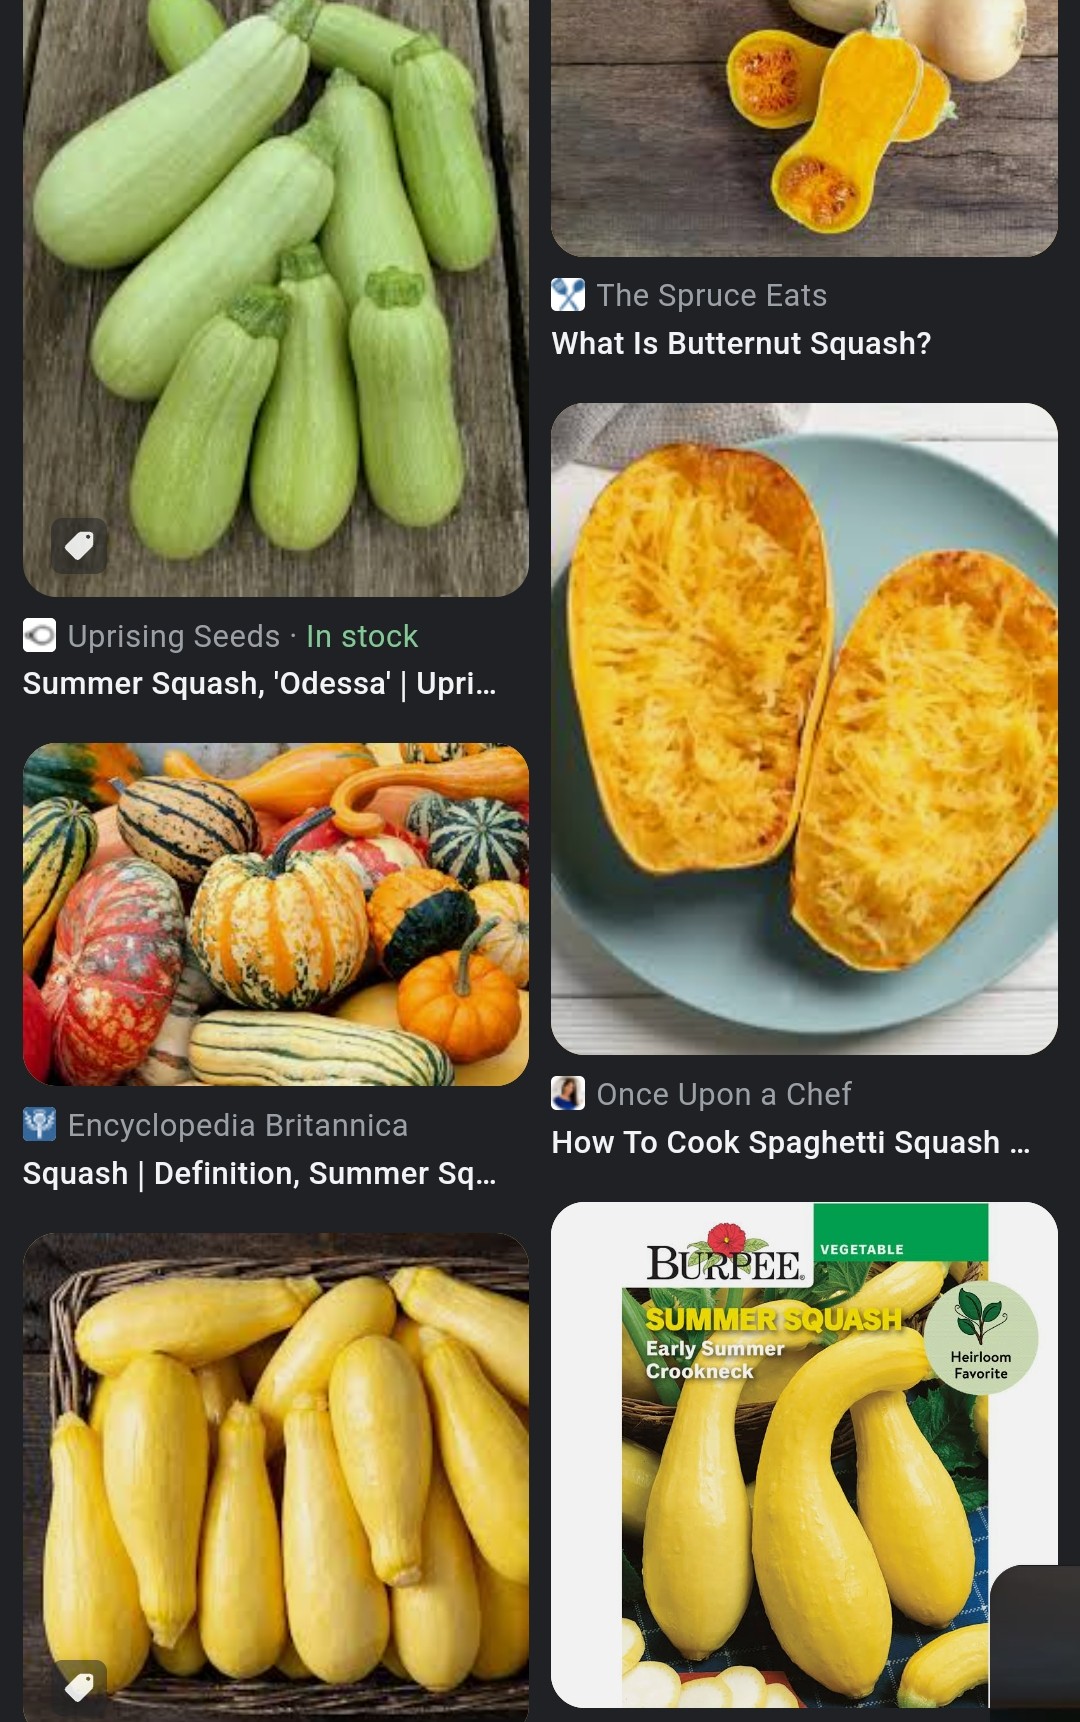 Uprising Seeds · In stock
Summer Squash, 'Odessa' | Upri...
Encyclopedia Britannica
Squash | Definition, Summer Sq...
The Spruce Eats
What Is Butternut Squash?
Once Upon a Chef
How To Cook Spaghetti Squash ...
BURPEE®
VEGETABLE
SUMMER SQUASH
Early Summer
Crookneck
Heirloom
Favorite